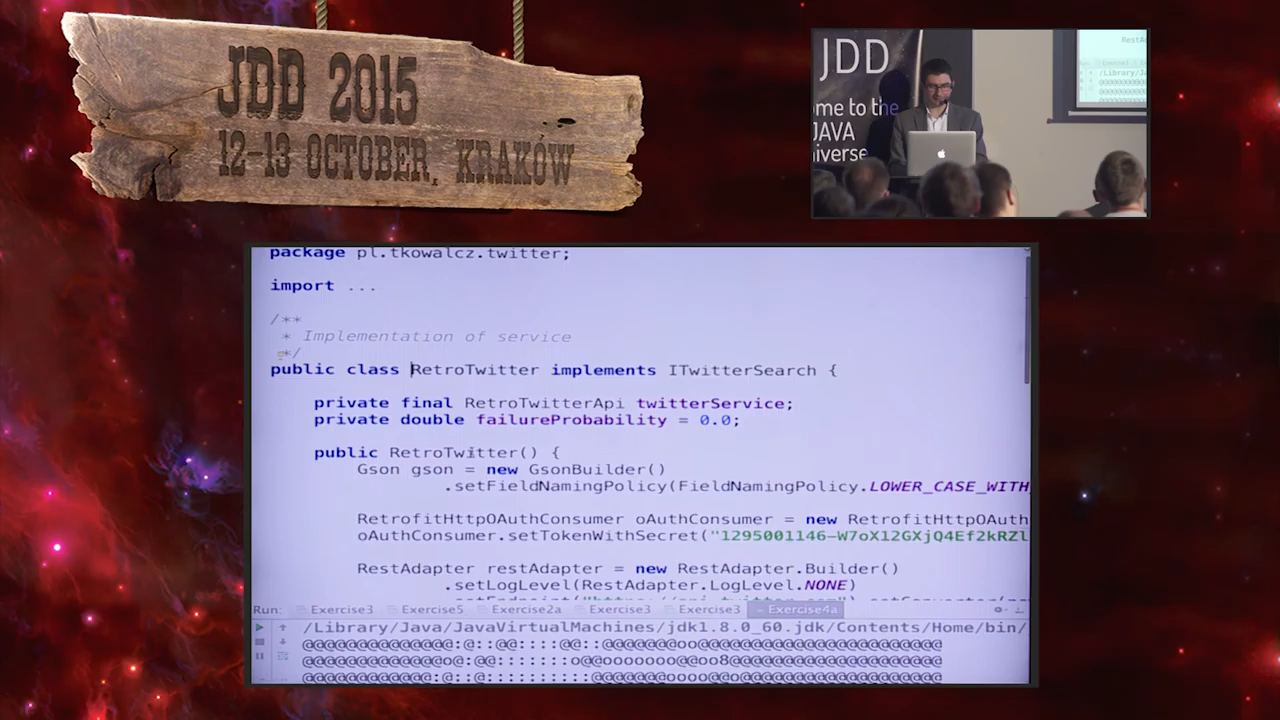 JDD 2015
12-13 OCTOBER, KRAKÓW
JDD
me to the
JAVA
iverse
package pl.tkowalcz.twitter;
import ...
/**
* Implementation of service
*/
public class RetroTwitter implements ITwitterSearch {
private final RetroTwitterApi twitterService;
private double failureProbability = 0.0;
public RetroTwitter() {
Gson gson = new GsonBuilder()
.setFieldNamingPolicy(FieldNamingPolicy.LOWER_CASE_WITH
RetrofitHttpOAuthConsumer oAuthConsumer = new RetrofitHttpOAuth
oAuthConsumer.setTokenWithSecret("1295001146-W7oX12GXjQ4Ef2kRZl
RestAdapter restAdapter = new RestAdapter.Builder()
.setLogLevel(RestAdapter.LogLevel.NONE)
Run: Exercise3 Exercise5 Exercise2a Exercise3 Exercise3 Exercise4a
/Library/Java/JavaVirtualMachines/jdk1.8.0_60.jdk/Contents/Home/bin/